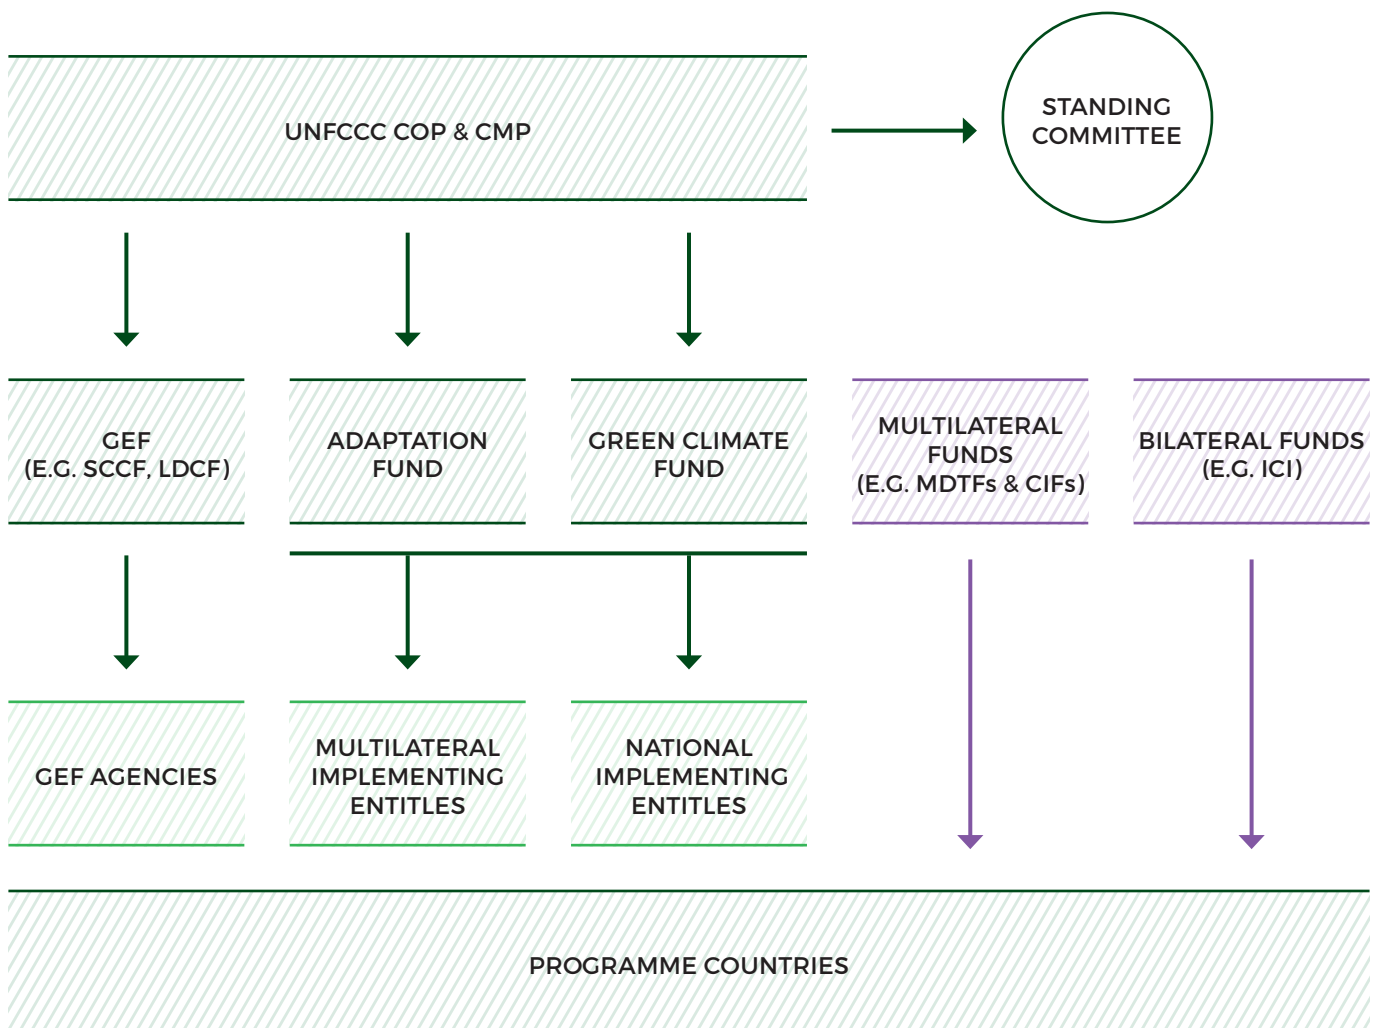 UNFCCC COP & CMP
STANDING
COMMITTEE
GEF
(E.G. SCCF, LDCF)
ADAPTATION
FUND
GREEN CLIMATE
FUND
MULTILATERAL
FUNDS
(E.G. MDTFs & CIFs)
BILATERAL FUNDS
(E.G. ICI)
GEF AGENCIES
MULTILATERAL
IMPLEMENTING
ENTITLES
NATIONAL
IMPLEMENTING
ENTITLES
PROGRAMME COUNTRIES